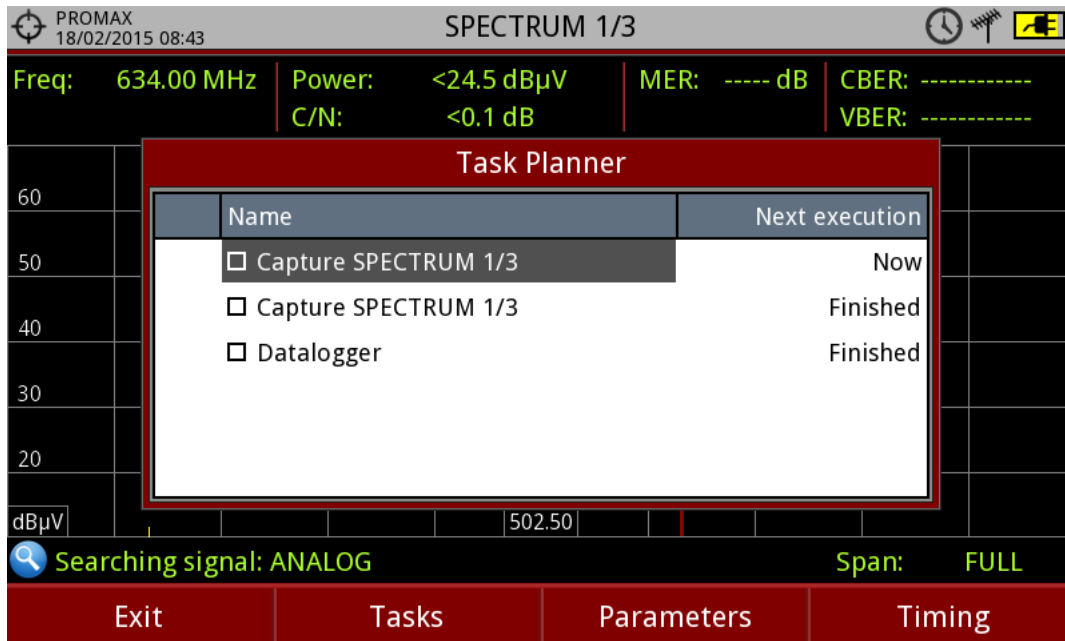 PROMAX
18/02/2015 08:43
SPECTRUM 1/3
Freq: 634.00 MHz Power: <24.5 dBµV MER: ----- dB CBER: ------------
C/N: <0.1 dB VBER: ------------
Task Planner
Name Next execution
Capture SPECTRUM 1/3 Now
Capture SPECTRUM 1/3 Finished
Datalogger Finished
60
50
40
30
20
dBµV 502.50
Searching signal: ANALOG Span: FULL
Exit Tasks Parameters Timing